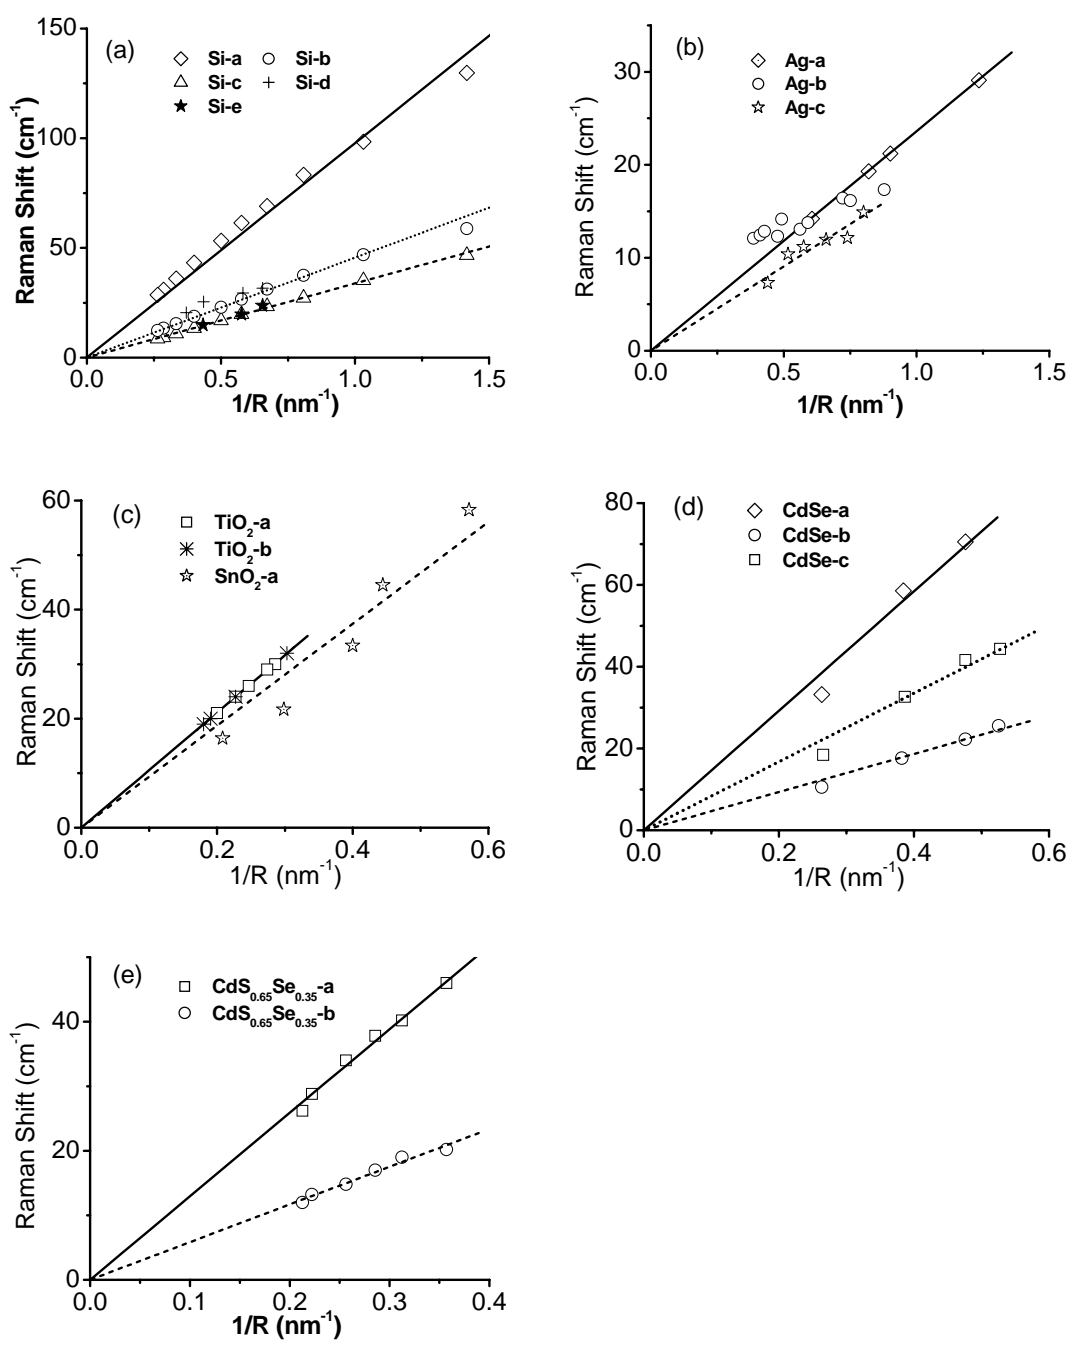 (a)
Si-a
Si-b
Si-c
Si-d
Si-e
150
100
50
0
0.0
0.5
1.0
1.5
Raman Shift (cm⁻¹)
1/R (nm⁻¹)
(b)
Ag-a
Ag-b
Ag-c
30
20
10
0
0.0
0.5
1.0
1.5
Raman Shift (cm⁻¹)
1/R (nm⁻¹)
(c)
TiO₂-a
TiO₂-b
SnO₂-a
60
40
20
0
0.0
0.2
0.4
0.6
Raman Shift (cm⁻¹)
1/R (nm⁻¹)
(d)
CdSe-a
CdSe-b
CdSe-c
80
60
40
20
0
0.0
0.2
0.4
0.6
Raman Shift (cm⁻¹)
1/R (nm⁻¹)
(e)
CdS₀.₆₅Se₀.₃₅-a
CdS₀.₆₅Se₀.₃₅-b
40
20
0
0.0
0.1
0.2
0.3
0.4
Raman Shift (cm⁻¹)
1/R (nm⁻¹)